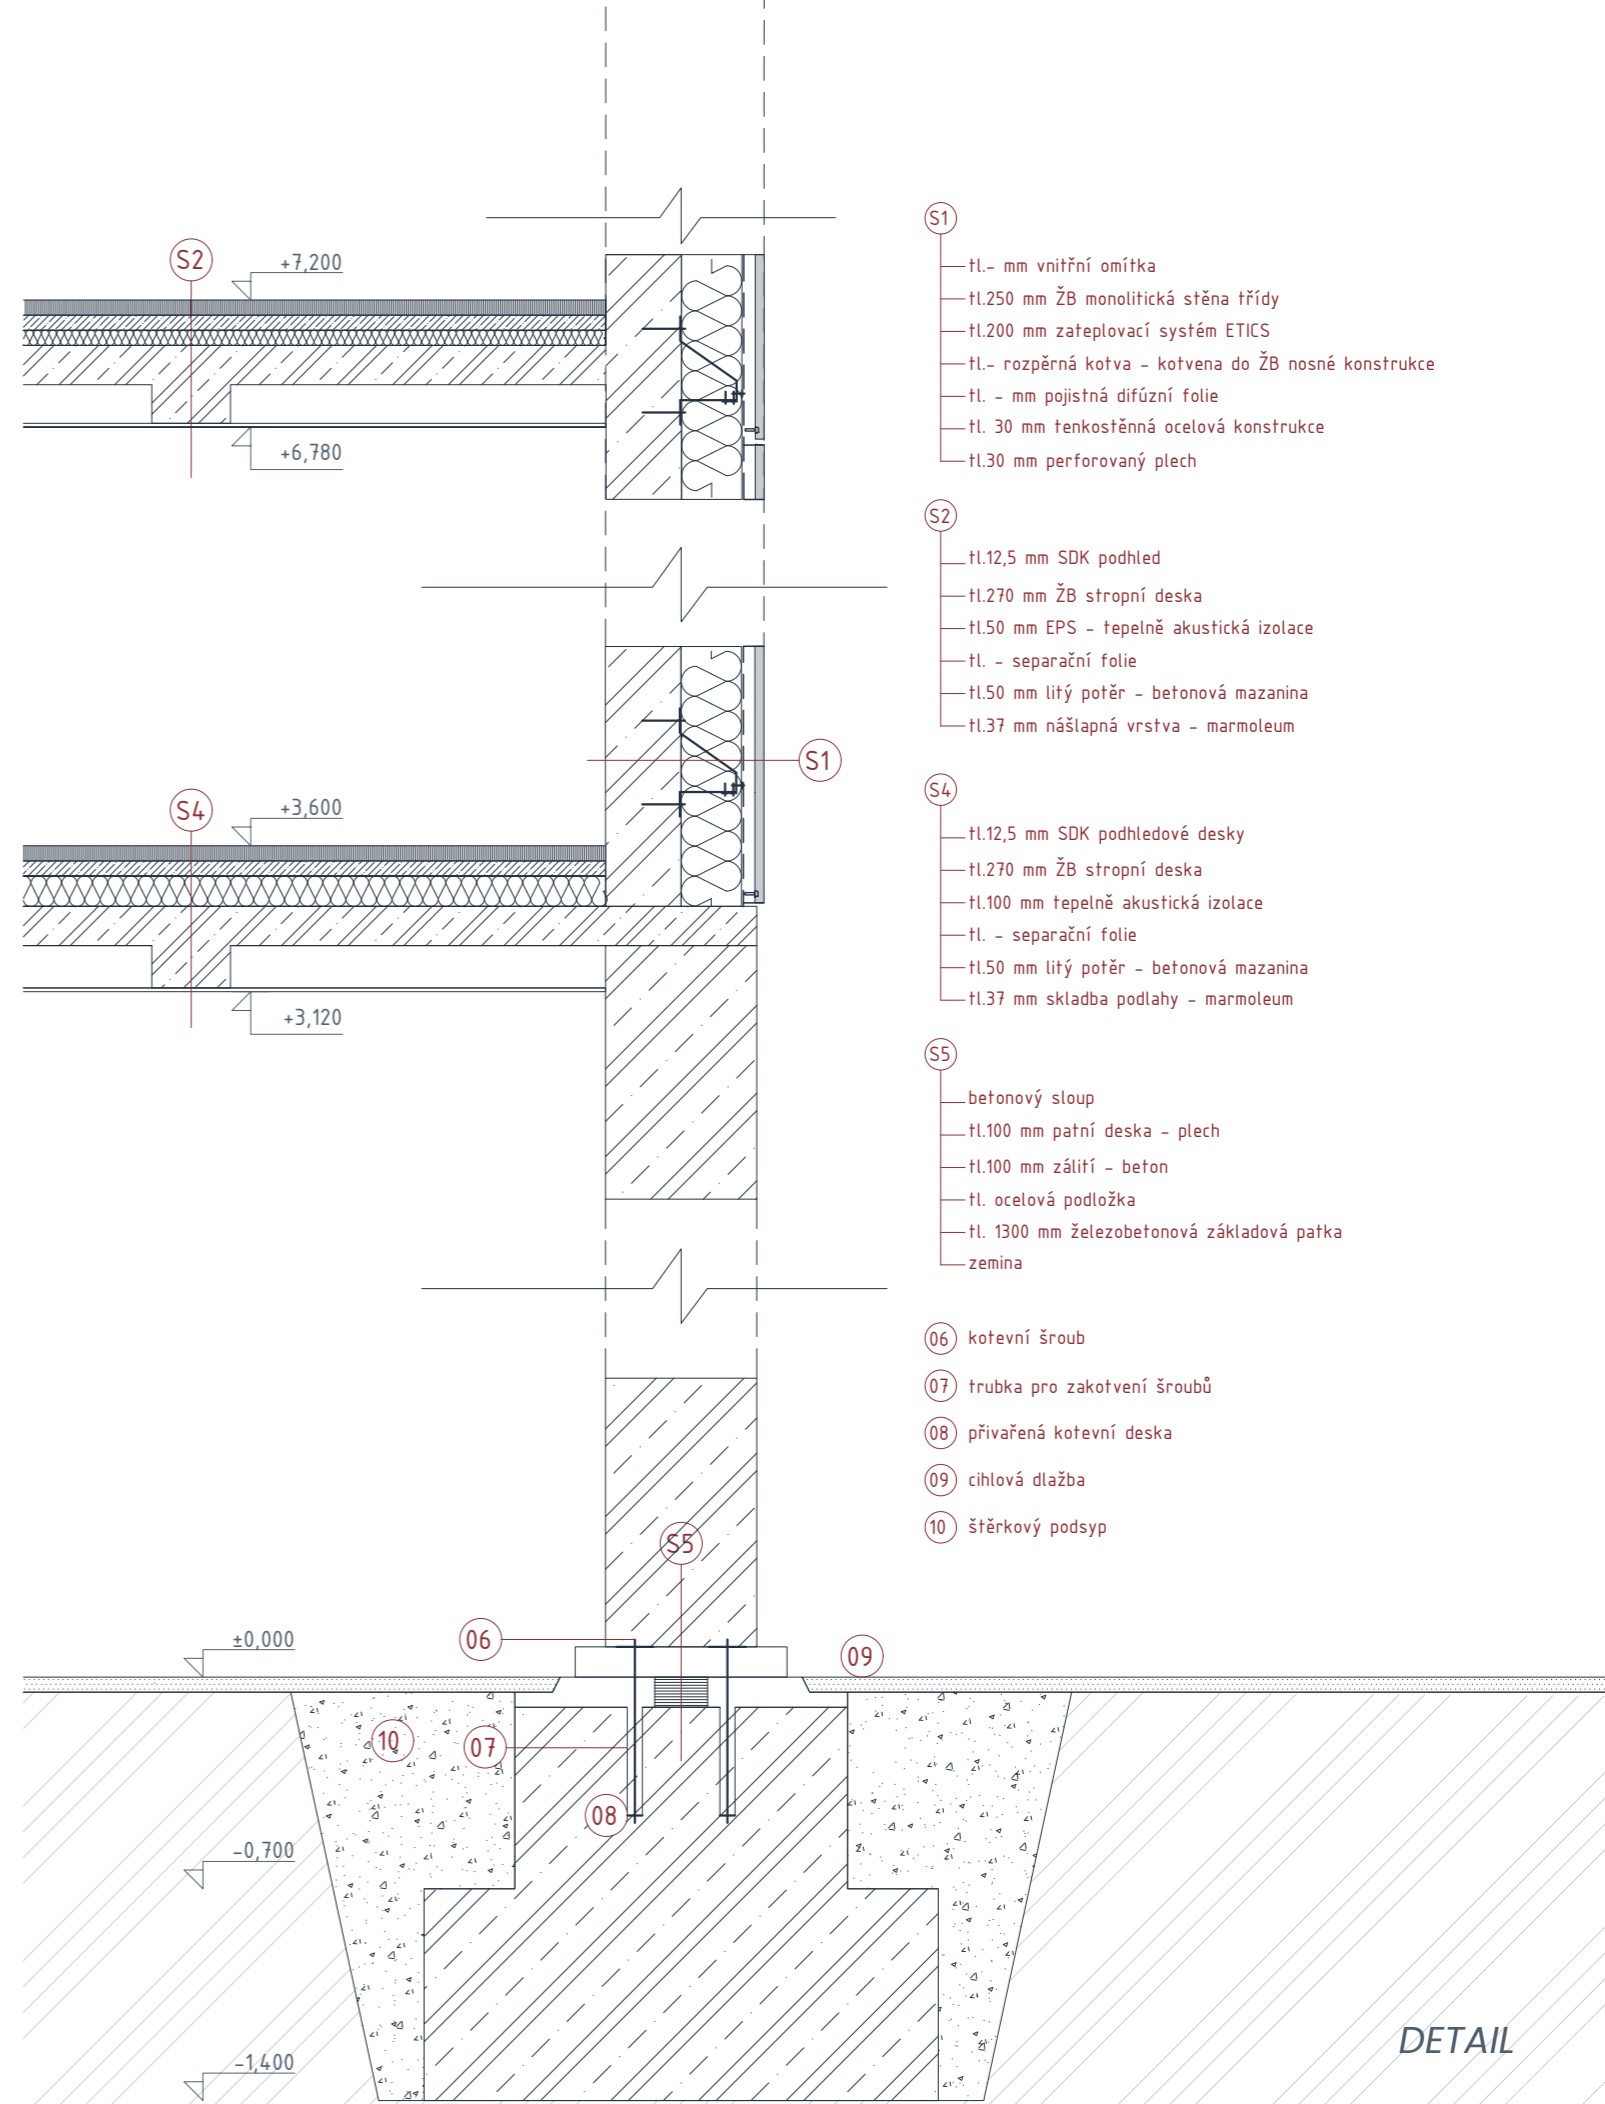 S1
tl.- mm vnitřní omítka
tl.250 mm ŽB monolitická stěna třídy
tl.200 mm zateplovací systém ETICS
tl.- rozpěrná kotva - kotvena do ŽB nosné konstrukce
tl. - mm pojistná difúzní folie
tl. 30 mm tenkostěnná ocelová konstrukce
tl.30 mm perforovaný plech
S2
+7,200
+6,780
S2
tl.12,5 mm SDK podhled
tl.270 mm ŽB stropní deska
tl.50 mm EPS - tepelně akustická izolace
tl. - separační folie
tl.50 mm litý potěr - betonová mazanina
tl.37 mm nášlapná vrstva - marmoleum
S1
S4
+3,600
+3,120
S4
tl.12,5 mm SDK podhledové desky
tl.270 mm ŽB stropní deska
tl.100 mm tepelně akustická izolace
tl. - separační folie
tl.50 mm litý potěr - betonová mazanina
tl.37 mm skladba podlahy - marmoleum
S5
betonový sloup
tl.100 mm patní deska - plech
tl.100 mm zálití - beton
tl. ocelová podložka
tl. 1300 mm železobetonová základová patka
zemina
06 kotevní šroub
07 trubka pro zakotvení šroubů
08 přivařená kotevní deska
09 cihlová dlažba
10 štěrkový podsyp
S5
±0,000
06
09
10
07
08
-0,700
-1,400
DETAIL